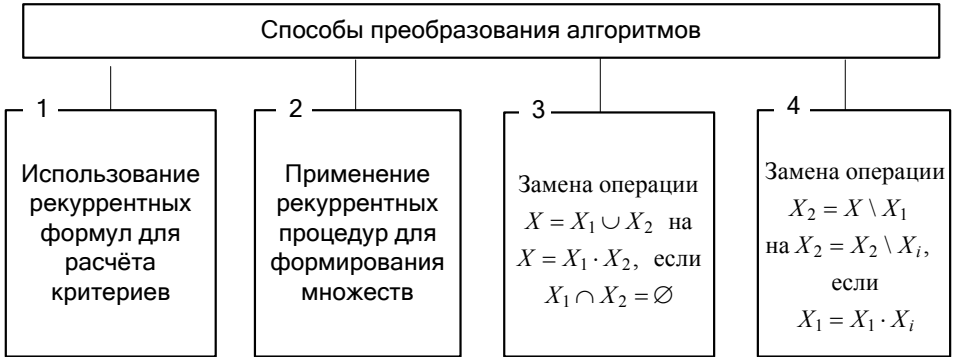 Способы преобразования алгоритмов
1
Использование
рекуррентных
формул для
расчёта
критериев
2
Применение
рекуррентных
процедур для
формирования
множеств
3
Замена операции
X = X₁ ∪ X₂ на
X = X₁ · X₂, если
X₁ ∩ X₂ = ∅
4
Замена операции
X₂ = X \ X₁
на X₂ = X₂ \ Xᵢ,
если
X₁ = X₁ · Xᵢ